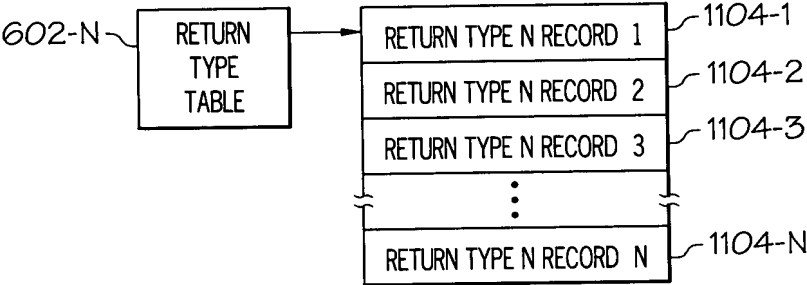 602-N
RETURN
TYPE
TABLE
RETURN TYPE N RECORD 1
1104-1
RETURN TYPE N RECORD 2
1104-2
RETURN TYPE N RECORD 3
1104-3
RETURN TYPE N RECORD N
1104-N